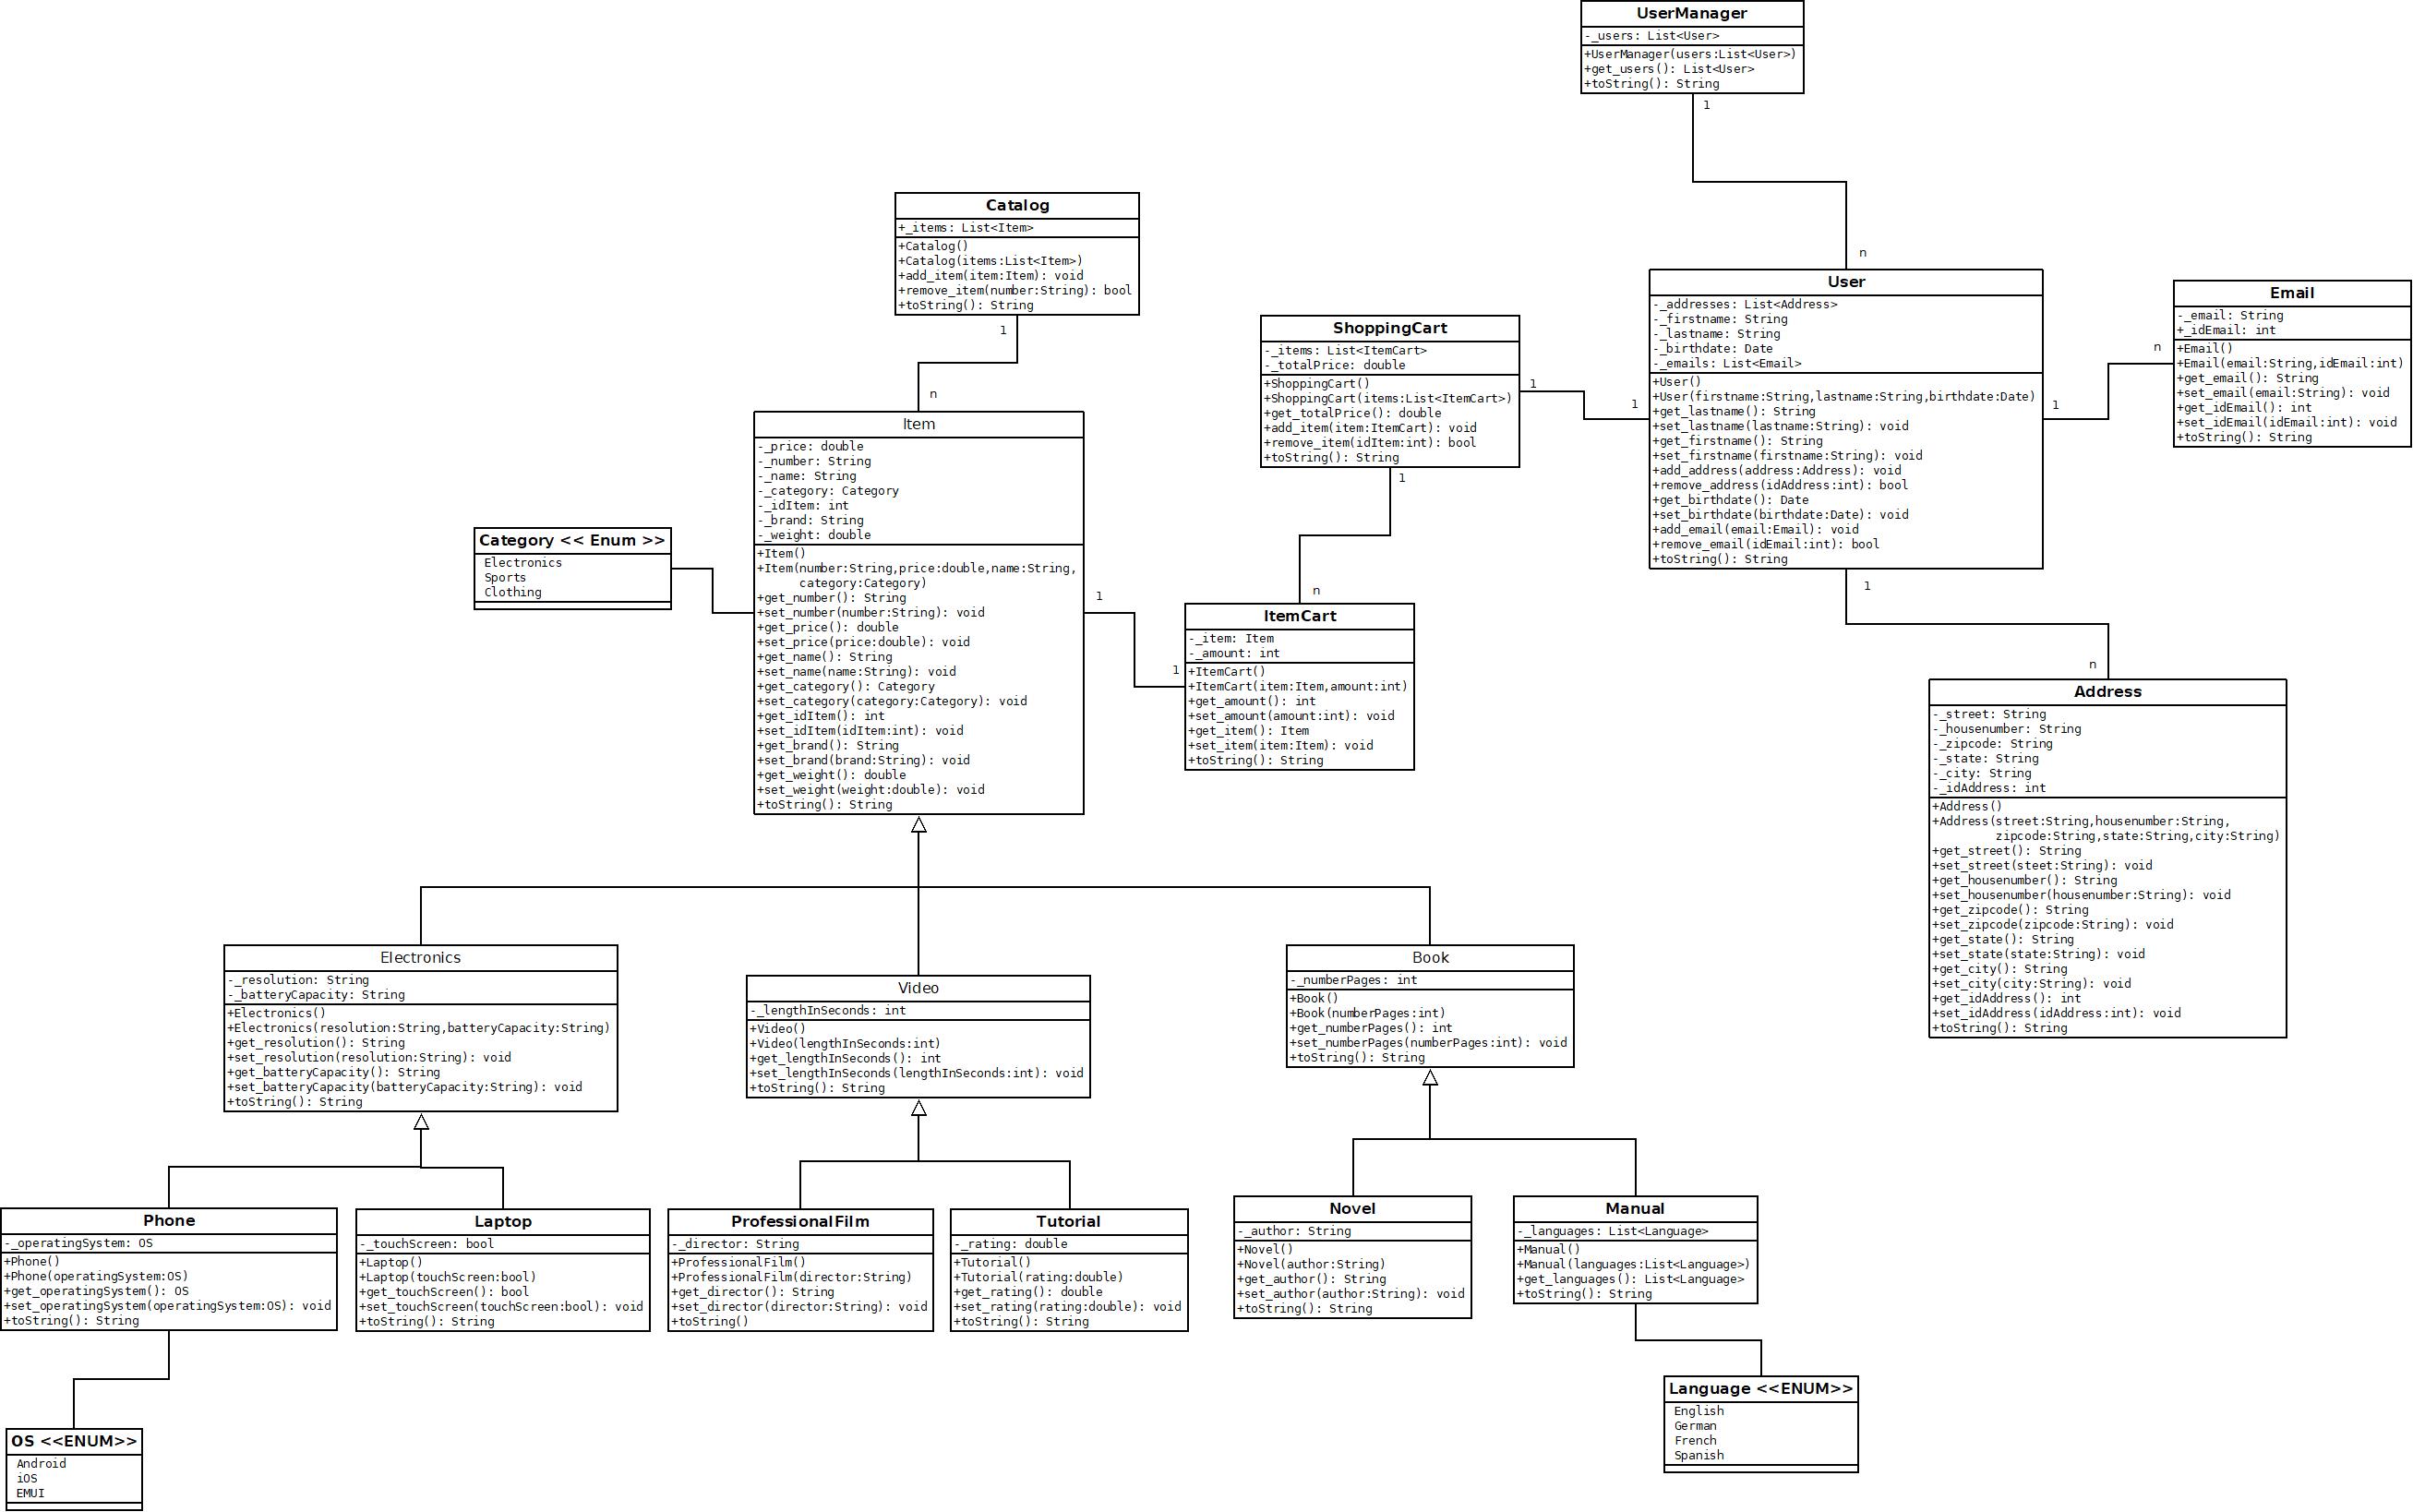 UserManager
-_users: List<User>
+UserManager(users:List<User>)
+get_users(): List<User>
+toString(): String
1
n
Catalog
+_items: List<Item>
+Catalog()
+Catalog(items:List<Item>)
+add_item(item:Item): void
+remove_item(number:String): bool
+toString(): String
1
n
ShoppingCart
-_items: List<ItemCart>
-_totalPrice: double
+ShoppingCart()
+ShoppingCart(items:List<ItemCart>)
+get_totalPrice(): double
+add_item(item:ItemCart): void
+remove_item(idItem:int): bool
+toString(): String
1
1
1
n
User
-_addresses: List<Address>
-_firstname: String
-_lastname: String
-_birthdate: Date
-_emails: List<Email>
+User()
+User(firstname:String,lastname:String,birthdate:Date)
+get_lastname(): String
+set_lastname(lastname:String): void
+get_firstname(): String
+set_firstname(firstname:String): void
+add_address(address:Address): void
+remove_address(idAddress:int): bool
+get_birthdate(): Date
+set_birthdate(birthdate:Date): void
+add_email(email:Email): void
+remove_email(idEmail:int): bool
+toString(): String
1
n
1
n
Email
-_email: String
+_idEmail: int
+Email()
+Email(email:String,idEmail:int)
+get_email(): String
+set_email(email:String): void
+get_idEmail(): int
+set_idEmail(idEmail:int): void
+toString(): String
Item
-_price: double
-_number: String
-_name: String
-_category: Category
-_idItem: int
-_brand: String
-_weight: double
+Item()
+Item(number:String,price:double,name:String,
category:Category)
+get_number(): String
+set_number(number:String): void
+get_price(): double
+set_price(price:double): void
+get_name(): String
+set_name(name:String): void
+get_category(): Category
+set_category(category:Category): void
+get_idItem(): int
+set_idItem(idItem:int): void
+get_brand(): String
+set_brand(brand:String): void
+get_weight(): double
+set_weight(weight:double): void
+toString(): String
1
1
Category << Enum >>
Electronics
Sports
Clothing
ItemCart
-_item: Item
-_amount: int
+ItemCart()
+ItemCart(item:Item,amount:int)
+get_amount(): int
+set_amount(amount:int): void
+get_item(): Item
+set_item(item:Item): void
+toString(): String
Address
-_street: String
-_housenumber: String
-_zipcode: String
-_state: String
-_city: String
-_idAddress: int
+Address()
+Address(street:String,housenumber:String,
zipcode:String,state:String,city:String)
+get_street(): String
+set_street(steet:String): void
+get_housenumber(): String
+set_housenumber(housenumber:String): void
+get_zipcode(): String
+set_zipcode(zipcode:String): void
+get_state(): String
+set_state(state:String): void
+get_city(): String
+set_city(city:String): void
+get_idAddress(): int
+set_idAddress(idAddress:int): void
+toString(): String
Electronics
-_resolution: String
-_batteryCapacity: String
+Electronics()
+Electronics(resolution:String,batteryCapacity:String)
+get_resolution(): String
+set_resolution(resolution:String): void
+get_batteryCapacity(): String
+set_batteryCapacity(batteryCapacity:String): void
+toString(): String
Video
-_lengthInSeconds: int
+Video()
+Video(lengthInSeconds:int)
+get_lengthInSeconds(): int
+set_lengthInSeconds(lengthInSeconds:int): void
+toString(): String
Book
-_numberPages: int
+Book()
+Book(numberPages:int)
+get_numberPages(): int
+set_numberPages(numberPages:int): void
+toString(): String
Phone
-_operatingSystem: OS
+Phone()
+Phone(operatingSystem:OS)
+get_operatingSystem(): OS
+set_operatingSystem(operatingSystem:OS): void
+toString(): String
Laptop
-_touchScreen: bool
+Laptop()
+Laptop(touchScreen:bool)
+get_touchScreen(): bool
+set_touchScreen(touchScreen:bool): void
+toString(): String
ProfessionalFilm
-_director: String
+ProfessionalFilm()
+ProfessionalFilm(director:String)
+get_director(): String
+set_director(director:String): void
+toString()
Tutorial
-_rating: double
+Tutorial()
+Tutorial(rating:double)
+get_rating(): double
+set_rating(rating:double): void
+toString(): String
Novel
-_author: String
+Novel()
+Novel(author:String)
+get_author(): String
+set_author(author:String): void
+toString(): String
Manual
-_languages: List<Language>
+Manual()
+Manual(languages:List<Language>)
+get_languages(): List<Language>
+toString(): String
OS <<ENUM>>
Android
iOS
EMUI
Language <<ENUM>>
English
German
French
Spanish